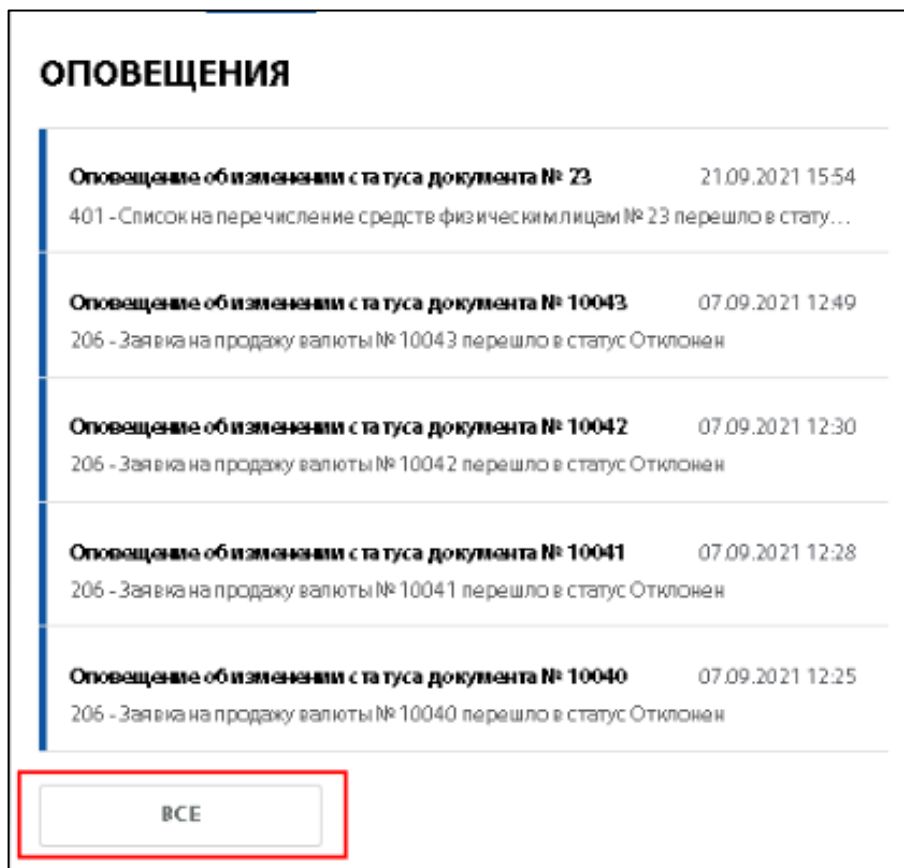 ОПОВЕЩЕНИЯ
Оповещение об изменении статуса документа № 23 21.09.2021 15:54
401 - Список на перечисление средств физическим лицам № 23 перешло в стату...
Оповещение об изменении статуса документа № 10043 07.09.2021 12:49
206 - Заявка на продажу валюты № 10043 перешло в статус Отклонен
Оповещение об изменении статуса документа № 10042 07.09.2021 12:30
206 - Заявка на продажу валюты № 10042 перешло в статус Отклонен
Оповещение об изменении статуса документа № 10041 07.09.2021 12:28
206 - Заявка на продажу валюты № 10041 перешло в статус Отклонен
Оповещение об изменении статуса документа № 10040 07.09.2021 12:25
206 - Заявка на продажу валюты № 10040 перешло в статус Отклонен
ВСЕ